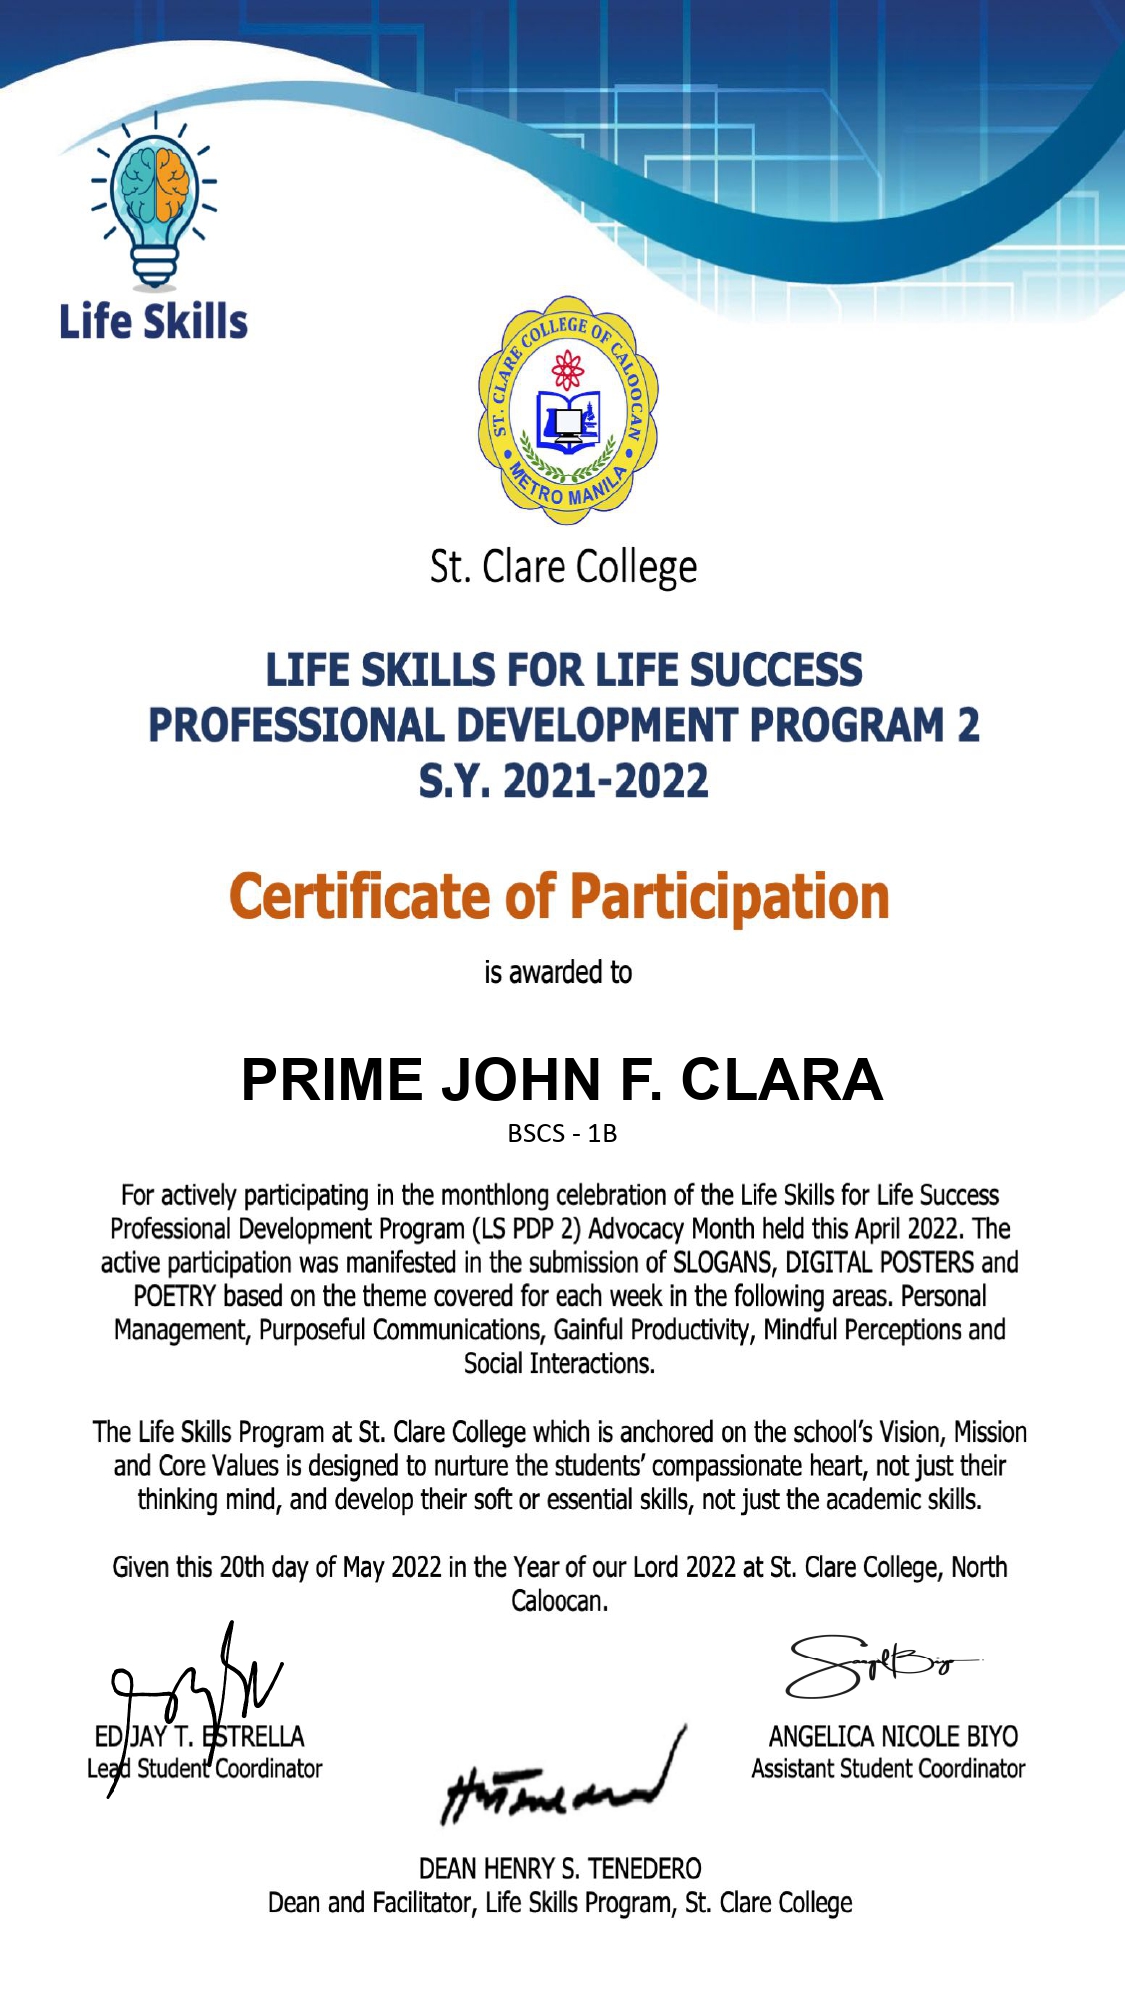 Life Skills
ST. CLARE COLLEGE OF CALOOCAN
• METRO MANILA •
St. Clare College
LIFE SKILLS FOR LIFE SUCCESS
PROFESSIONAL DEVELOPMENT PROGRAM 2
S.Y. 2021-2022
Certificate of Participation
is awarded to
PRIME JOHN F. CLARA
BSCS - 1B
For actively participating in the monthlong celebration of the Life Skills for Life Success
Professional Development Program (LS PDP 2) Advocacy Month held this April 2022. The
active participation was manifested in the submission of SLOGANS, DIGITAL POSTERS and
POETRY based on the theme covered for each week in the following areas. Personal
Management, Purposeful Communications, Gainful Productivity, Mindful Perceptions and
Social Interactions.
The Life Skills Program at St. Clare College which is anchored on the school’s Vision, Mission
and Core Values is designed to nurture the students’ compassionate heart, not just their
thinking mind, and develop their soft or essential skills, not just the academic skills.
Given this 20th day of May 2022 in the Year of our Lord 2022 at St. Clare College, North
Caloocan.
ED JAY T. ESTRELLA
Lead Student Coordinator
ANGELICA NICOLE BIYO
Assistant Student Coordinator
DEAN HENRY S. TENEDERO
Dean and Facilitator, Life Skills Program, St. Clare College